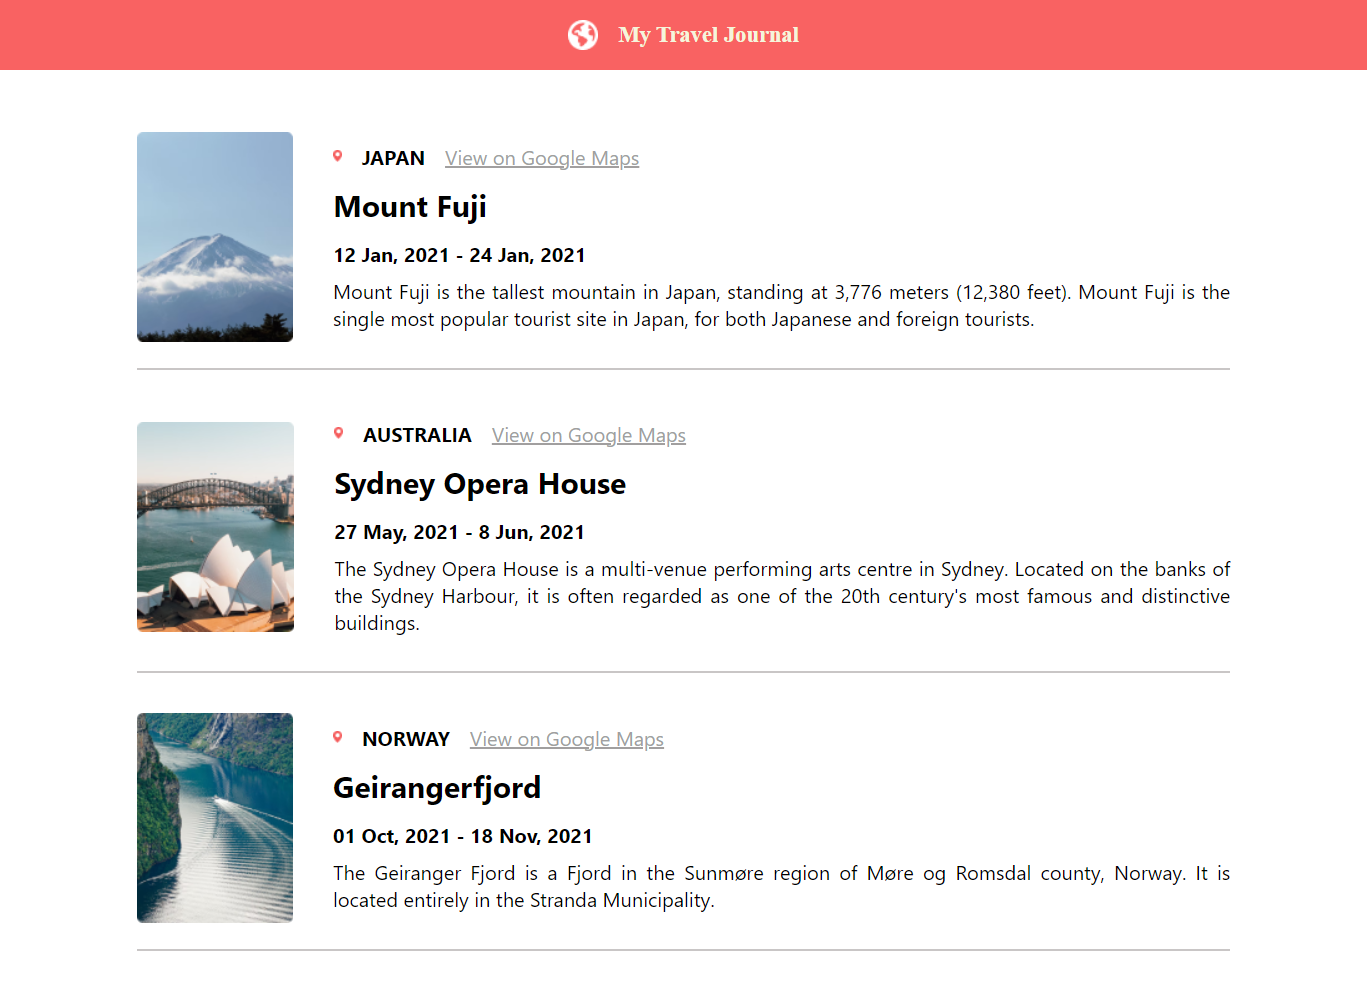 My Travel Journal
JAPAN View on Google Maps
Mount Fuji
12 Jan, 2021 - 24 Jan, 2021
Mount Fuji is the tallest mountain in Japan, standing at 3,776 meters (12,380 feet). Mount Fuji is the
single most popular tourist site in Japan, for both Japanese and foreign tourists.
AUSTRALIA View on Google Maps
Sydney Opera House
27 May, 2021 - 8 Jun, 2021
The Sydney Opera House is a multi-venue performing arts centre in Sydney. Located on the banks of
the Sydney Harbour, it is often regarded as one of the 20th century's most famous and distinctive
buildings.
NORWAY View on Google Maps
Geirangerfjord
01 Oct, 2021 - 18 Nov, 2021
The Geiranger Fjord is a Fjord in the Sunmøre region of Møre og Romsdal county, Norway. It is
located entirely in the Stranda Municipality.